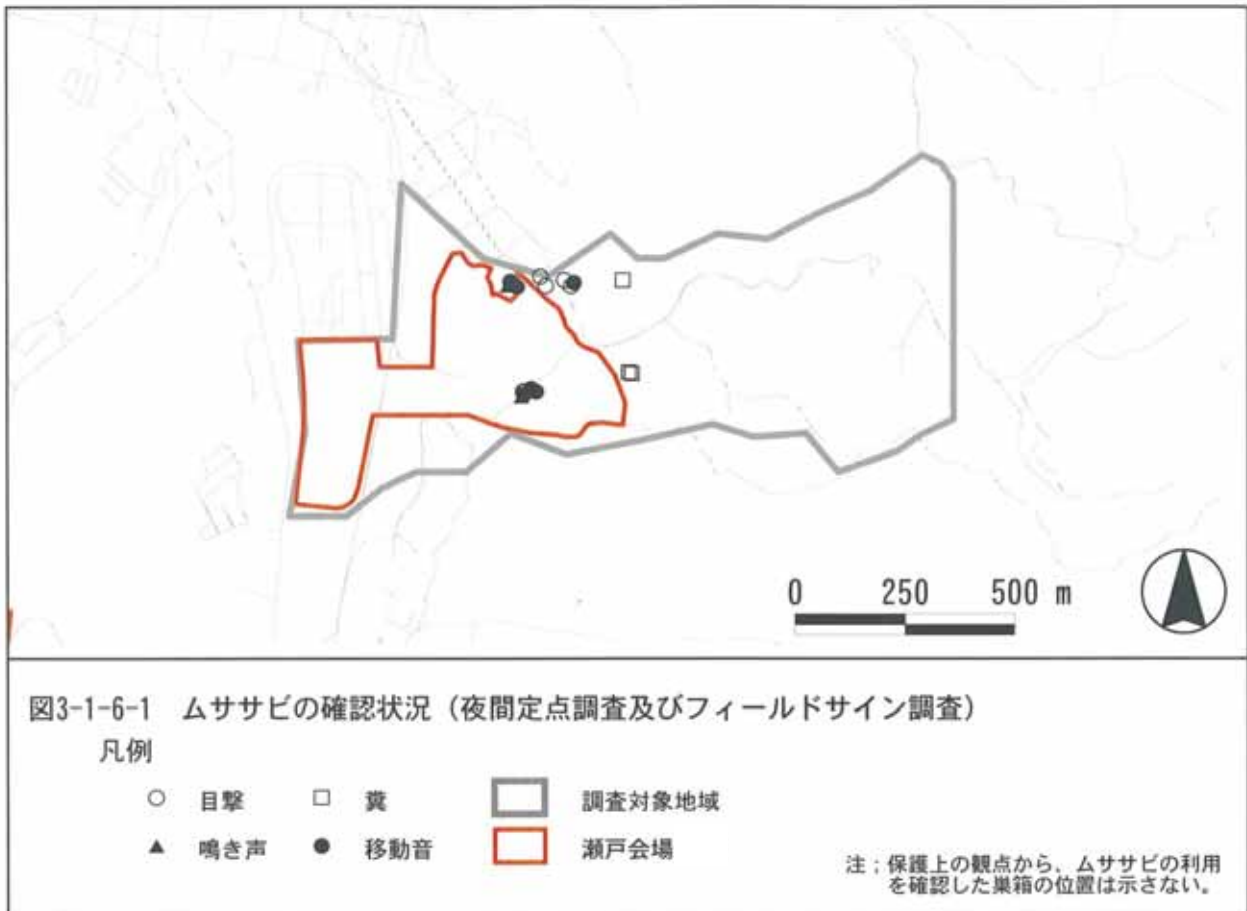 0 250 500 m
図3-1-6-1 ムササビの確認状況（夜間定点調査及びフィールドサイン調査）
凡例
○ 目撃 □ 糞 調査対象地域
▲ 鳴き声 ● 移動音 瀬戸会場
注；保護上の観点から、ムササビの利用
を確認した巣箱の位置は示さない。